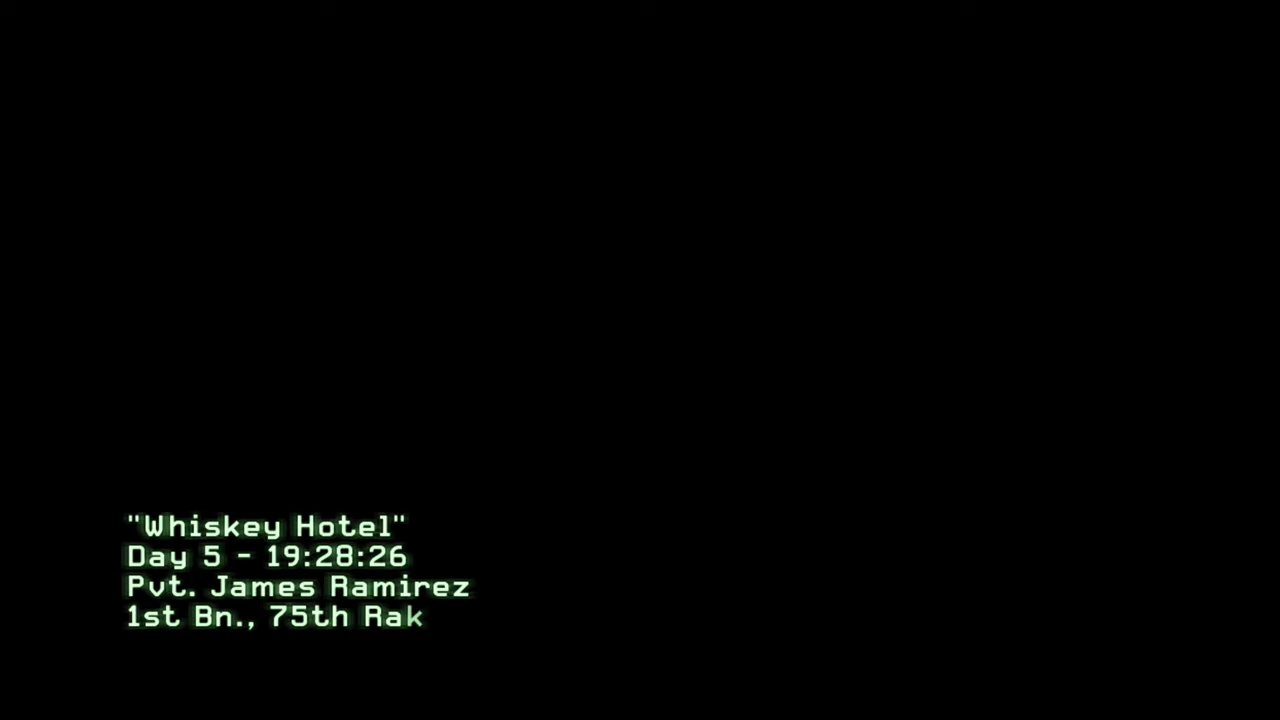 "Whiskey Hotel"
Day 5 - 19:28:26
Pvt. James Ramirez
1st Bn., 75th Rak